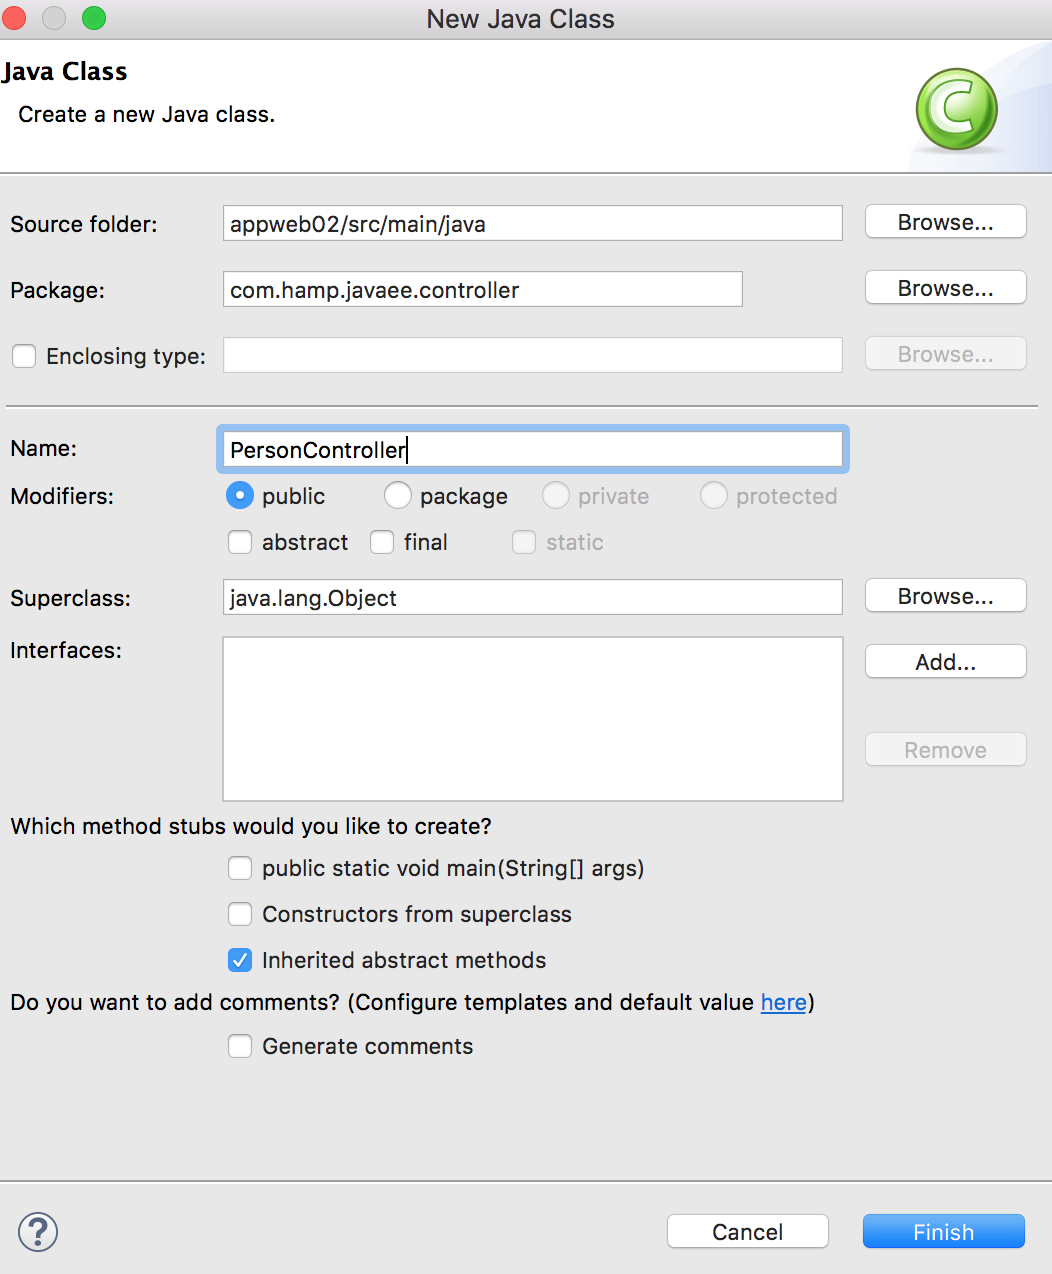 New Java Class
Java Class
Create a new Java class.
C
Source folder: appweb02/src/main/java Browse...
Package: com.hamp.javaee.controller Browse...
Enclosing type: Browse...
Name: PersonController
Modifiers: public package private protected
abstract final static
Superclass: java.lang.Object Browse...
Interfaces: Add...
Remove
Which method stubs would you like to create?
public static void main(String[] args)
Constructors from superclass
Inherited abstract methods
Do you want to add comments? (Configure templates and default value here)
Generate comments
? Cancel Finish